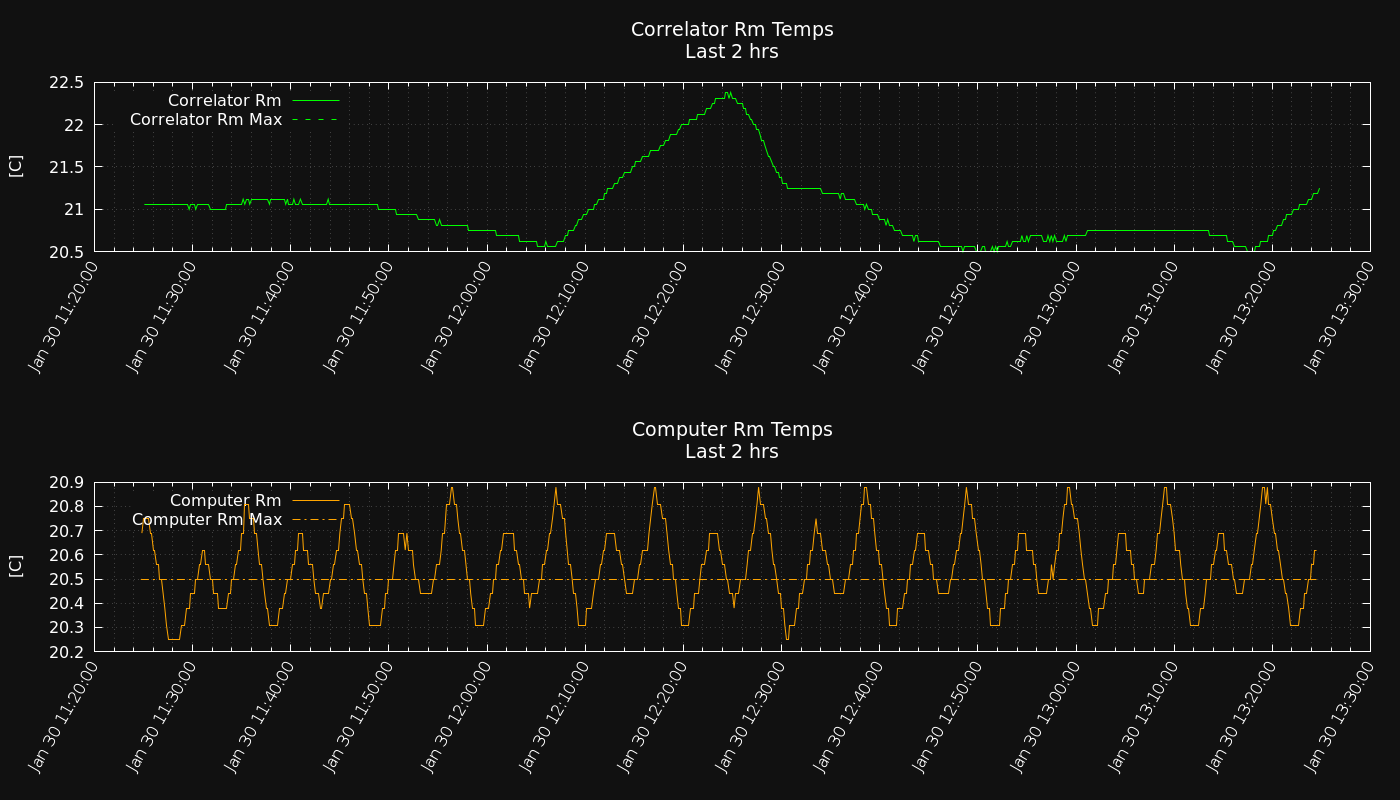 Correlator Rm Temps
Last 2 hrs
22.5
22
21.5
21
20.5
[C]
Correlator Rm
Correlator Rm Max
Jan 30 11:20:00
Jan 30 11:30:00
Jan 30 11:40:00
Jan 30 11:50:00
Jan 30 12:00:00
Jan 30 12:10:00
Jan 30 12:20:00
Jan 30 12:30:00
Jan 30 12:40:00
Jan 30 12:50:00
Jan 30 13:00:00
Jan 30 13:10:00
Jan 30 13:20:00
Jan 30 13:30:00
Computer Rm Temps
Last 2 hrs
20.9
20.8
20.7
20.6
20.5
20.4
20.3
20.2
[C]
Computer Rm
Computer Rm Max
Jan 30 11:20:00
Jan 30 11:30:00
Jan 30 11:40:00
Jan 30 11:50:00
Jan 30 12:00:00
Jan 30 12:10:00
Jan 30 12:20:00
Jan 30 12:30:00
Jan 30 12:40:00
Jan 30 12:50:00
Jan 30 13:00:00
Jan 30 13:10:00
Jan 30 13:20:00
Jan 30 13:30:00